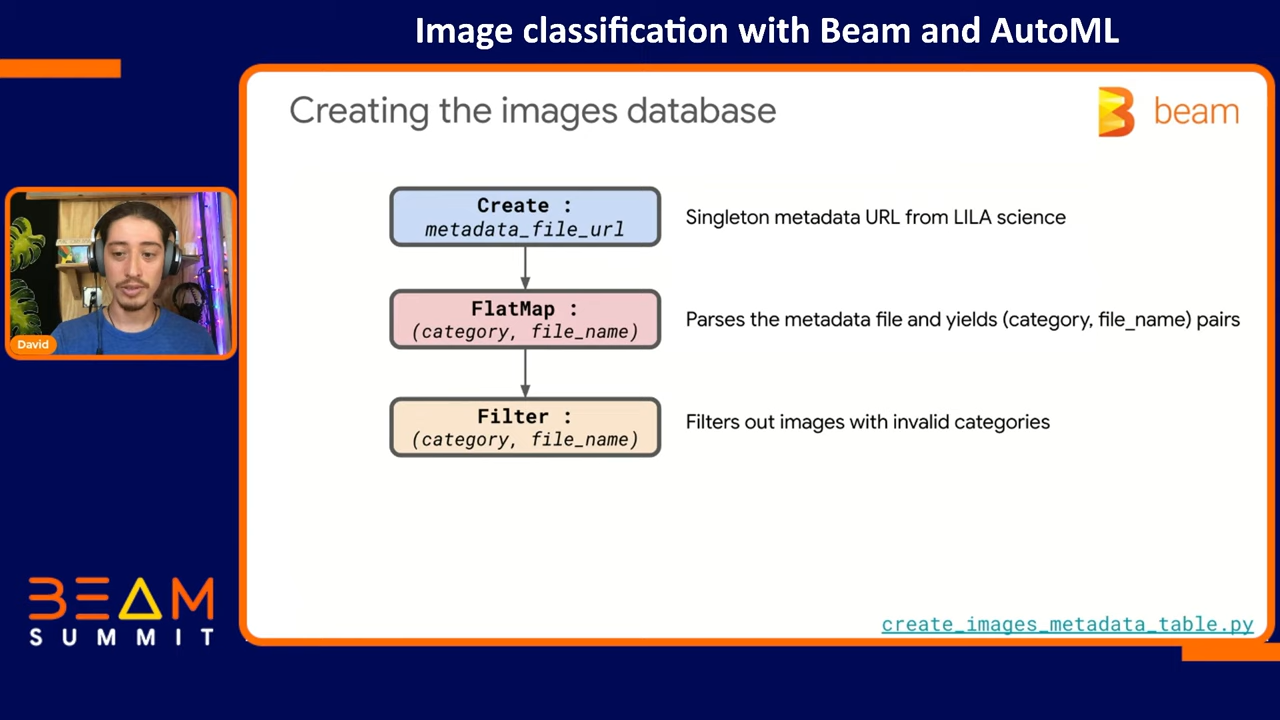 Image classification with Beam and AutoML
Creating the images database
beam
Create :
metadata_file_url
Singleton metadata URL from LILA science
FlatMap :
(category, file_name)
Parses the metadata file and yields (category, file_name) pairs
David
Filter :
(category, file_name)
Filters out images with invalid categories
BEAM
SUMMIT
create_images_metadata_table.py